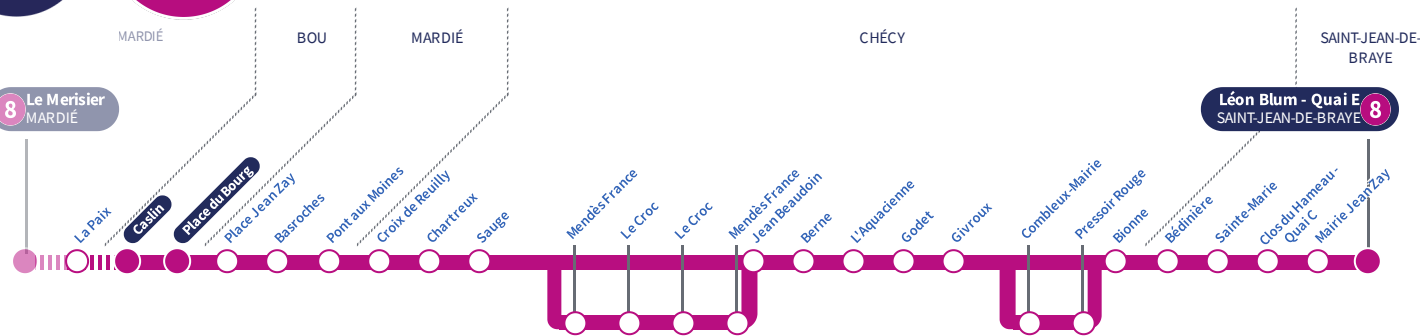 MARDIÉ
BOU
MARDIÉ
CHÉCY
SAINT-JEAN-DE-
BRAYE
8
Le Merisier
MARDIÉ
Léon Blum - Quai E
SAINT-JEAN-DE-BRAYE
8
La Paix
Caslin
Place du Bourg
Place Jean Zay
Basroches
Pont aux Moines
Croix de Reuilly
Chartreux
Sauge
Mendès France
Le Croc
Le Croc
Mendès France
Jean Beaudoin
Berne
L'Aquacienne
Godet
Givroux
Combleux-Mairie
Pressoir Rouge
Bionne
Bédinière
Sainte-Marie
Clos du Hameau-
Quai C
Mairie Jean Zay